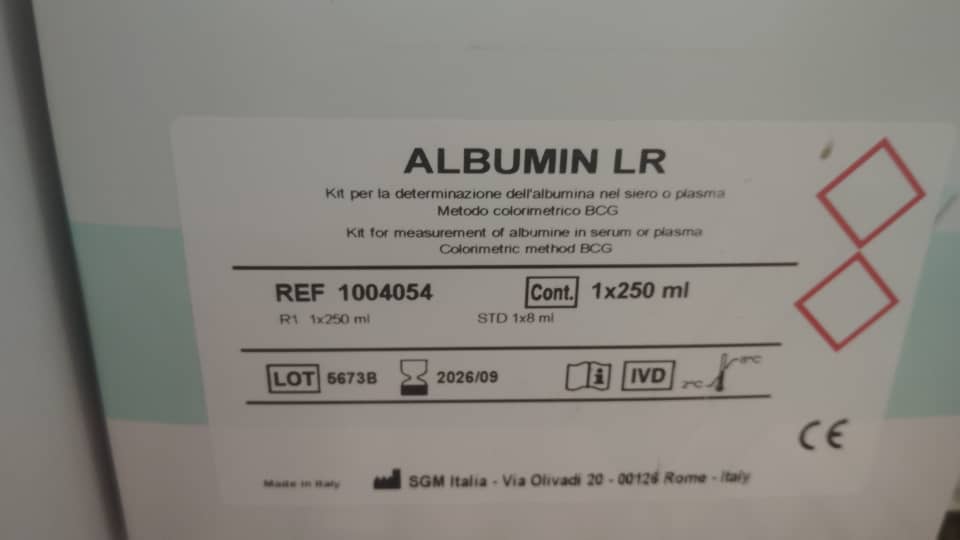 ALBUMIN LR
Kit per la determinazione dell'albumina nel siero o plasma
Metodo colorimetrico BCG
Kit for measurement of albumine in serum or plasma
Colorimetric method BCG
REF 1004054 Cont. 1x250 ml
R1 1x250 ml STD 1x8 ml
LOT 5673B 2026/09 i IVD 2°C 8°C
CE
Made in Italy SGM Italia - Via Olivadi 20 - 00126 Rome - Italy